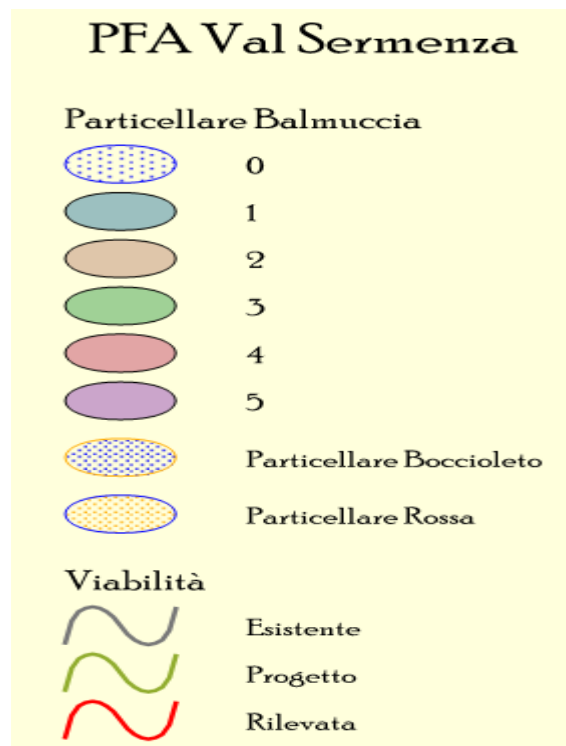 PFA Val Sermenza
Particellare Balmuccia
0
1
2
3
4
5
Particellare Boccioleto
Particellare Rossa
Viabilità
Esistente
Progetto
Rilevata